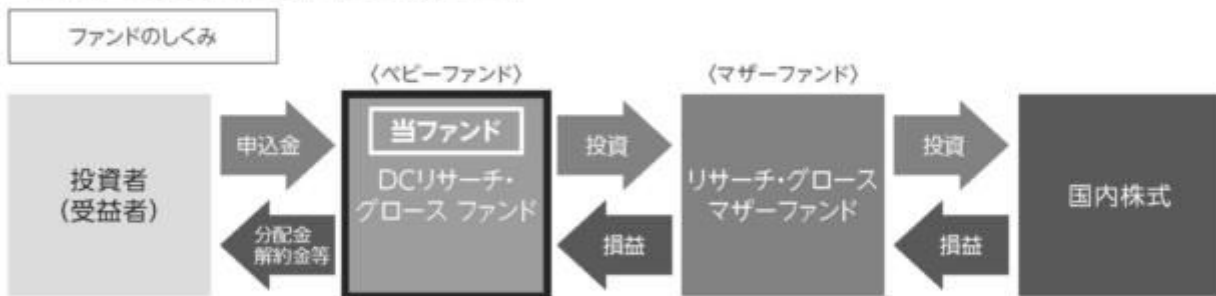 ファンドのしくみ
〈ベビーファンド〉
〈マザーファンド〉
投資者
(受益者)
申込金
分配金
解約金等
当ファンド
DCリサーチ・
グロース ファンド
投資
損益
リサーチ・グロース
マザーファンド
投資
損益
国内株式